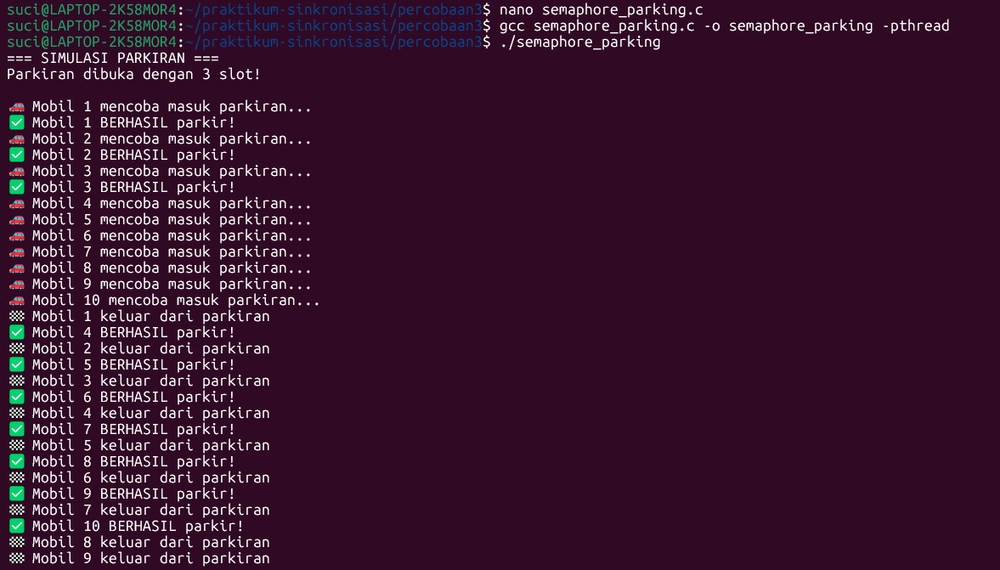 suci@LAPTOP-2K58MOR4:~/praktikum-sinkronisasi/percobaan3$ nano semaphore_parking.c
suci@LAPTOP-2K58MOR4:~/praktikum-sinkronisasi/percobaan3$ gcc semaphore_parking.c -o semaphore_parking -pthread
suci@LAPTOP-2K58MOR4:~/praktikum-sinkronisasi/percobaan3$ ./semaphore_parking
=== SIMULASI PARKIRAN ===
Parkiran dibuka dengan 3 slot!
🚗 Mobil 1 mencoba masuk parkiran...
✅ Mobil 1 BERHASIL parkir!
🚗 Mobil 2 mencoba masuk parkiran...
✅ Mobil 2 BERHASIL parkir!
🚗 Mobil 3 mencoba masuk parkiran...
✅ Mobil 3 BERHASIL parkir!
🚗 Mobil 4 mencoba masuk parkiran...
🚗 Mobil 5 mencoba masuk parkiran...
🚗 Mobil 6 mencoba masuk parkiran...
🚗 Mobil 7 mencoba masuk parkiran...
🚗 Mobil 8 mencoba masuk parkiran...
🚗 Mobil 9 mencoba masuk parkiran...
🚗 Mobil 10 mencoba masuk parkiran...
🏁 Mobil 1 keluar dari parkiran
✅ Mobil 4 BERHASIL parkir!
🏁 Mobil 2 keluar dari parkiran
✅ Mobil 5 BERHASIL parkir!
🏁 Mobil 3 keluar dari parkiran
✅ Mobil 6 BERHASIL parkir!
🏁 Mobil 4 keluar dari parkiran
✅ Mobil 7 BERHASIL parkir!
🏁 Mobil 5 keluar dari parkiran
✅ Mobil 8 BERHASIL parkir!
🏁 Mobil 6 keluar dari parkiran
✅ Mobil 9 BERHASIL parkir!
🏁 Mobil 7 keluar dari parkiran
✅ Mobil 10 BERHASIL parkir!
🏁 Mobil 8 keluar dari parkiran
🏁 Mobil 9 keluar dari parkiran